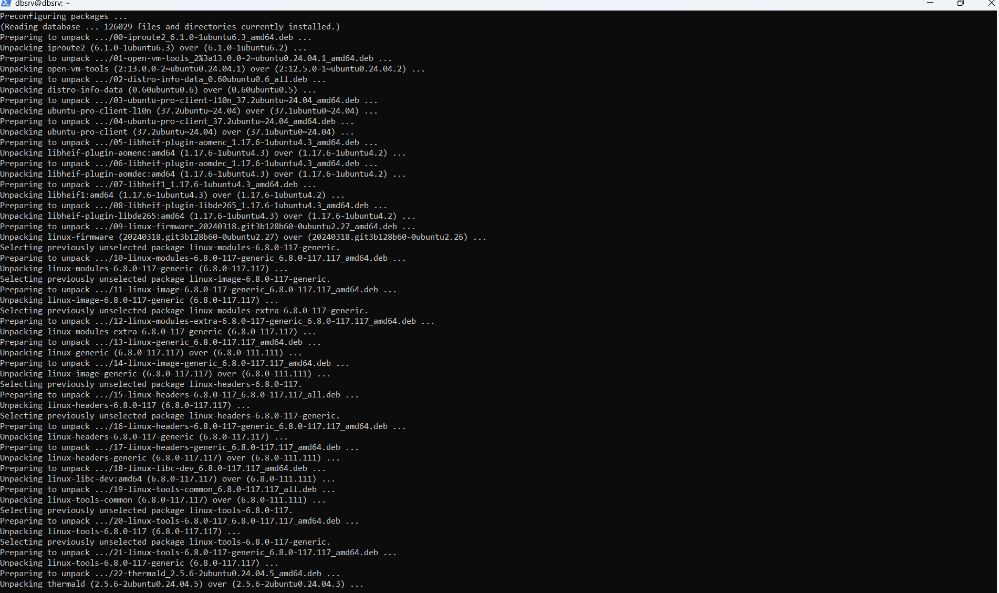 dbsrv@dbsrv: ~
Preconfiguring packages ...
(Reading database ... 126029 files and directories currently installed.)
Preparing to unpack .../00-iproute2_6.1.0-1ubuntu6.3_amd64.deb ...
Unpacking iproute2 (6.1.0-1ubuntu6.3) over (6.1.0-1ubuntu6.2) ...
Preparing to unpack .../01-open-vm-tools_2%3a13.0.0-2~ubuntu0.24.04.1_amd64.deb ...
Unpacking open-vm-tools (2:13.0.0-2~ubuntu0.24.04.1) over (2:12.5.0-1~ubuntu0.24.04.2) ...
Preparing to unpack .../02-distro-info-data_0.60ubuntu0.6_all.deb ...
Unpacking distro-info-data (0.60ubuntu0.6) over (0.60ubuntu0.5) ...
Preparing to unpack .../03-ubuntu-pro-client-l10n_37.2ubuntu~24.04_amd64.deb ...
Unpacking ubuntu-pro-client-l10n (37.2ubuntu~24.04) over (37.1ubuntu0~24.04) ...
Preparing to unpack .../04-ubuntu-pro-client_37.2ubuntu~24.04_amd64.deb ...
Unpacking ubuntu-pro-client (37.2ubuntu~24.04) over (37.1ubuntu0~24.04) ...
Preparing to unpack .../05-libheif-plugin-aomenc_1.17.6-1ubuntu4.3_amd64.deb ...
Unpacking libheif-plugin-aomenc:amd64 (1.17.6-1ubuntu4.3) over (1.17.6-1ubuntu4.2) ...
Preparing to unpack .../06-libheif-plugin-aomdec_1.17.6-1ubuntu4.3_amd64.deb ...
Unpacking libheif-plugin-aomdec:amd64 (1.17.6-1ubuntu4.3) over (1.17.6-1ubuntu4.2) ...
Preparing to unpack .../07-libheif1_1.17.6-1ubuntu4.3_amd64.deb ...
Unpacking libheif1:amd64 (1.17.6-1ubuntu4.3) over (1.17.6-1ubuntu4.2) ...
Preparing to unpack .../08-libheif-plugin-libde265_1.17.6-1ubuntu4.3_amd64.deb ...
Unpacking libheif-plugin-libde265:amd64 (1.17.6-1ubuntu4.3) over (1.17.6-1ubuntu4.2) ...
Preparing to unpack .../09-linux-firmware_20240318.git3b128b60-0ubuntu2.27_amd64.deb ...
Unpacking linux-firmware (20240318.git3b128b60-0ubuntu2.27) over (20240318.git3b128b60-0ubuntu2.26) ...
Selecting previously unselected package linux-modules-6.8.0-117-generic.
Preparing to unpack .../10-linux-modules-6.8.0-117-generic_6.8.0-117.117_amd64.deb ...
Unpacking linux-modules-6.8.0-117-generic (6.8.0-117.117) ...
Selecting previously unselected package linux-image-6.8.0-117-generic.
Preparing to unpack .../11-linux-image-6.8.0-117-generic_6.8.0-117.117_amd64.deb ...
Unpacking linux-image-6.8.0-117-generic (6.8.0-117.117) ...
Selecting previously unselected package linux-modules-extra-6.8.0-117-generic.
Preparing to unpack .../12-linux-modules-extra-6.8.0-117-generic_6.8.0-117.117_amd64.deb ...
Unpacking linux-modules-extra-6.8.0-117-generic (6.8.0-117.117) ...
Preparing to unpack .../13-linux-generic_6.8.0-117.117_amd64.deb ...
Unpacking linux-generic (6.8.0-117.117) over (6.8.0-111.111) ...
Preparing to unpack .../14-linux-image-generic_6.8.0-117.117_amd64.deb ...
Unpacking linux-image-generic (6.8.0-117.117) over (6.8.0-111.111) ...
Selecting previously unselected package linux-headers-6.8.0-117.
Preparing to unpack .../15-linux-headers-6.8.0-117_6.8.0-117.117_all.deb ...
Unpacking linux-headers-6.8.0-117 (6.8.0-117.117) ...
Selecting previously unselected package linux-headers-6.8.0-117-generic.
Preparing to unpack .../16-linux-headers-6.8.0-117-generic_6.8.0-117.117_amd64.deb ...
Unpacking linux-headers-6.8.0-117-generic (6.8.0-117.117) ...
Preparing to unpack .../17-linux-headers-generic_6.8.0-117.117_amd64.deb ...
Unpacking linux-headers-generic (6.8.0-117.117) over (6.8.0-111.111) ...
Preparing to unpack .../18-linux-libc-dev_6.8.0-117.117_amd64.deb ...
Unpacking linux-libc-dev:amd64 (6.8.0-117.117) over (6.8.0-111.111) ...
Preparing to unpack .../19-linux-tools-common_6.8.0-117.117_all.deb ...
Unpacking linux-tools-common (6.8.0-117.117) over (6.8.0-111.111) ...
Selecting previously unselected package linux-tools-6.8.0-117.
Preparing to unpack .../20-linux-tools-6.8.0-117_6.8.0-117.117_amd64.deb ...
Unpacking linux-tools-6.8.0-117 (6.8.0-117.117) ...
Selecting previously unselected package linux-tools-6.8.0-117-generic.
Preparing to unpack .../21-linux-tools-6.8.0-117-generic_6.8.0-117.117_amd64.deb ...
Unpacking linux-tools-6.8.0-117-generic (6.8.0-117.117) ...
Preparing to unpack .../22-thermald_2.5.6-2ubuntu0.24.04.5_amd64.deb ...
Unpacking thermald (2.5.6-2ubuntu0.24.04.5) over (2.5.6-2ubuntu0.24.04.3) ...